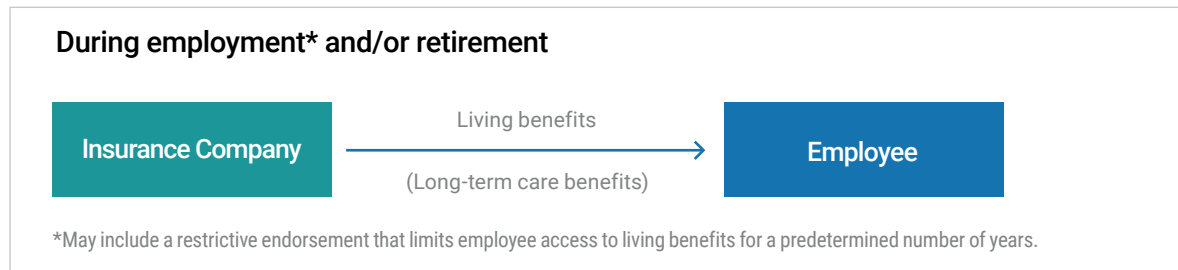 During employment* and/or retirement
Insurance Company
Living benefits
(Long-term care benefits)
Employee
*May include a restrictive endorsement that limits employee access to living benefits for a predetermined number of years.